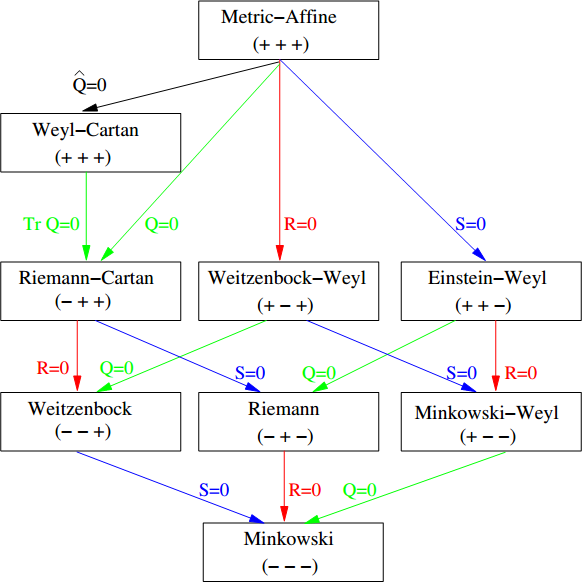 Metric−Affine
(+ + +)
^
Q=0
Weyl−Cartan
(+ + +)
Tr Q=0
Q=0
R=0
S=0
Riemann−Cartan
(− + +)
Weitzenbock−Weyl
(+ − +)
Einstein−Weyl
(+ + −)
R=0
Q=0
S=0
Q=0
S=0
R=0
Weitzenbock
(− − +)
Riemann
(− + −)
Minkowski−Weyl
(+ − −)
S=0
R=0
Q=0
Minkowski
(− − −)